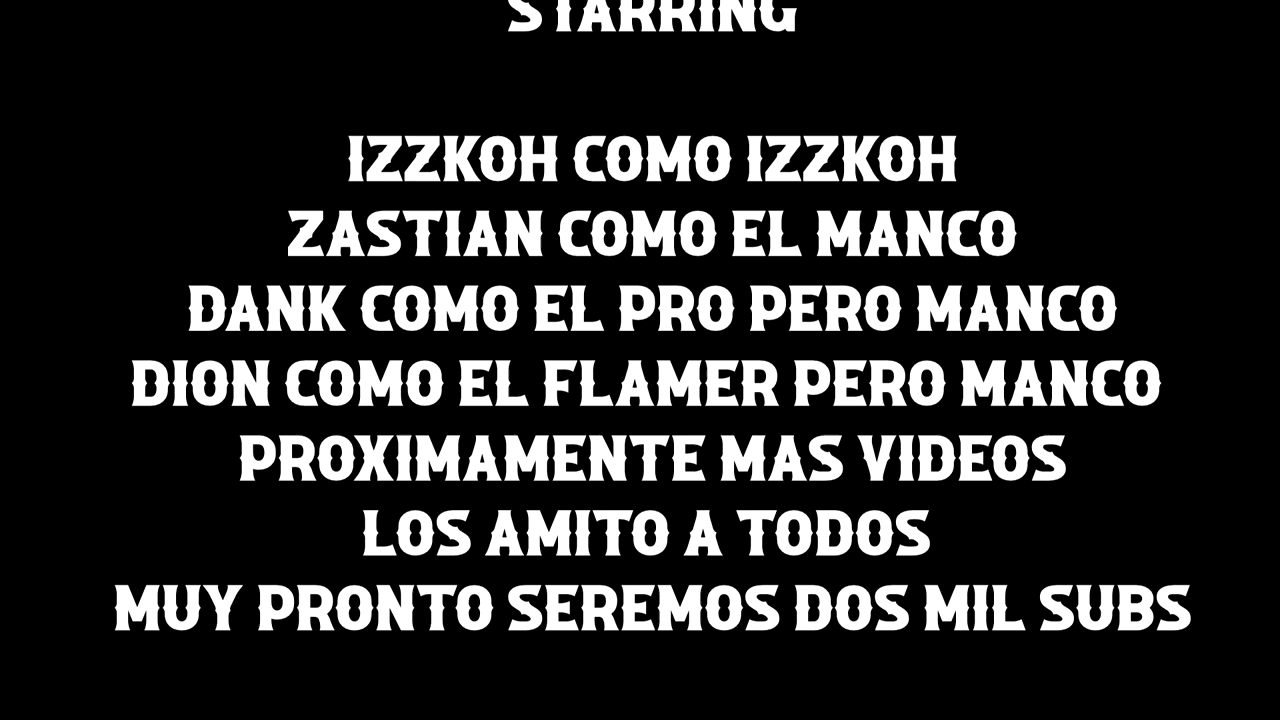 STARRING
IZZKOH COMO IZZKOH
ZASTIAN COMO EL MANCO
DANK COMO EL PRO PERO MANCO
DION COMO EL FLAMER PERO MANCO
PROXIMAMENTE MAS VIDEOS
LOS AMITO A TODOS
MUY PRONTO SEREMOS DOS MIL SUBS